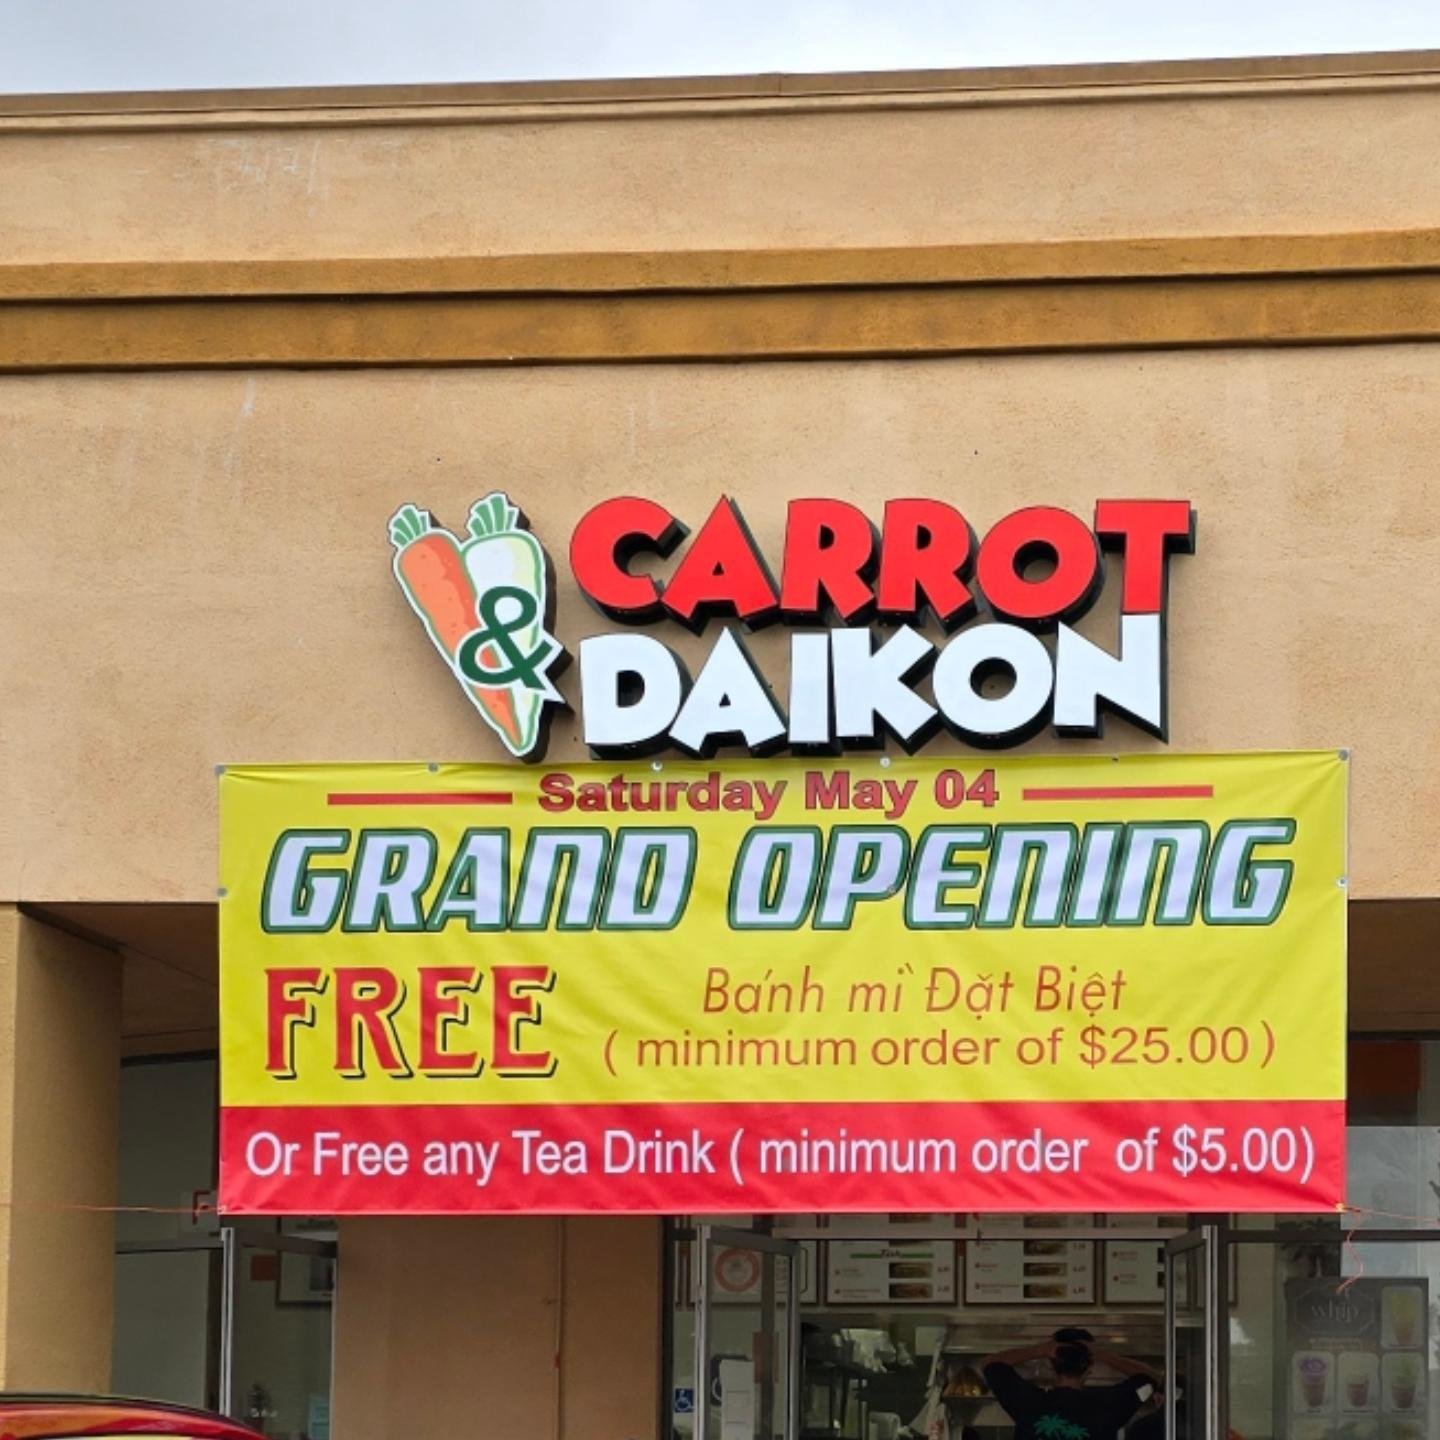 &
CARROT
DAIKON
Saturday May 04
GRAND OPENING
FREE
Bánh mì Đặt Biệt
( minimum order of $25.00 )
Or Free any Tea Drink ( minimum order of $5.00)
whip